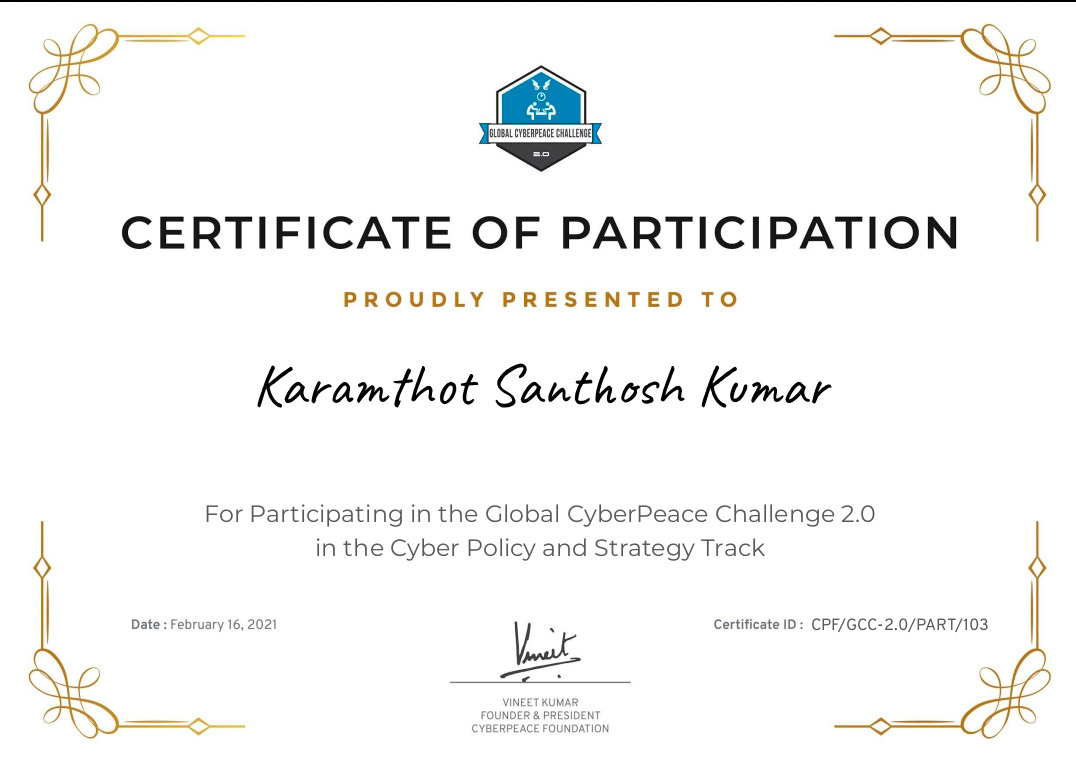 GLOBAL CYBERPEACE CHALLENGE
2.0
CERTIFICATE OF PARTICIPATION
PROUDLY PRESENTED TO
Karamthot Santhosh Kumar
For Participating in the Global CyberPeace Challenge 2.0
in the Cyber Policy and Strategy Track
Date : February 16, 2021
Certificate ID : CPF/GCC-2.0/PART/103
Vineet
VINEET KUMAR
FOUNDER & PRESIDENT
CYBERPEACE FOUNDATION